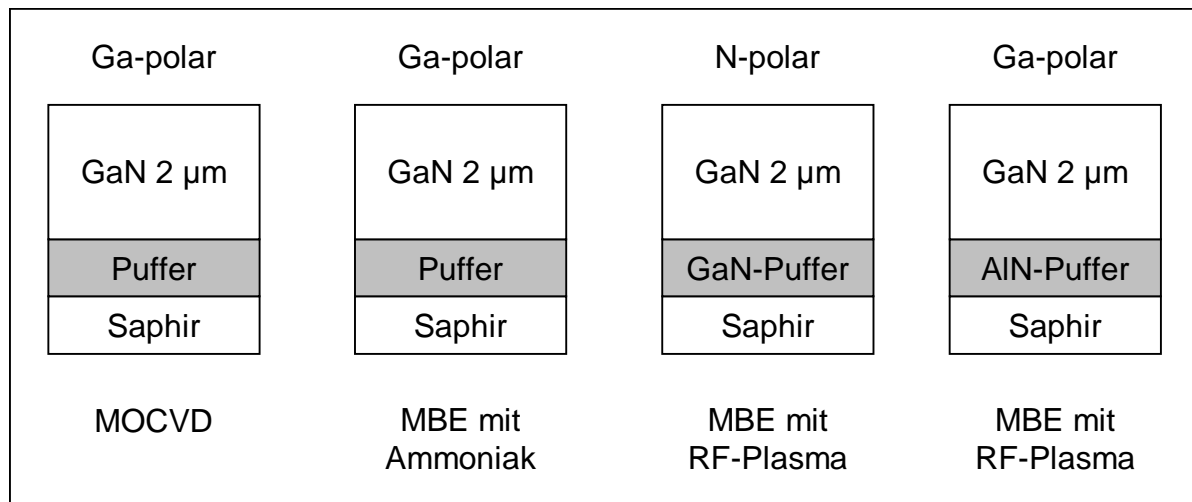 Ga-polar
Ga-polar
N-polar
Ga-polar
GaN 2 µm
GaN 2 µm
GaN 2 µm
GaN 2 µm
Puffer
Puffer
GaN-Puffer
AlN-Puffer
Saphir
Saphir
Saphir
Saphir
MOCVD
MBE mit
Ammoniak
MBE mit
RF-Plasma
MBE mit
RF-Plasma